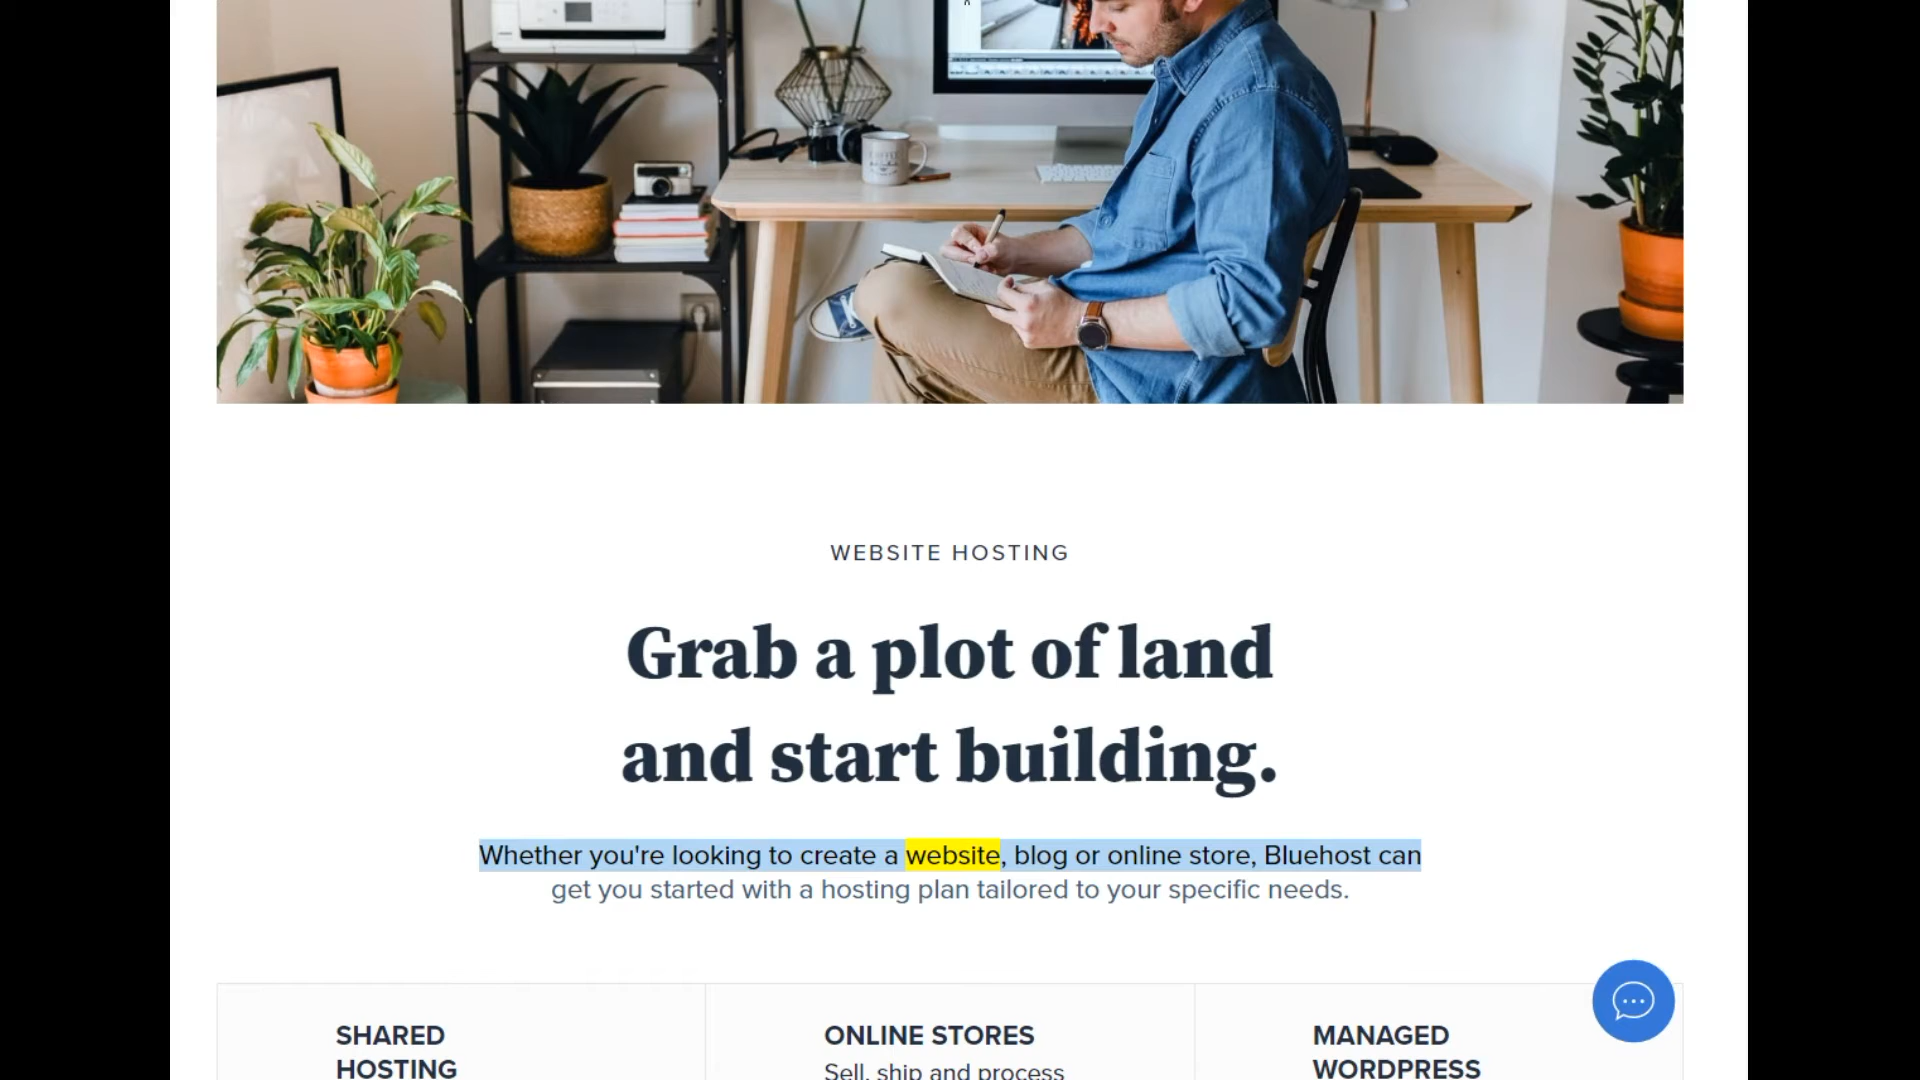 WEBSITE HOSTING
Grab a plot of land
and start building.
Whether you're looking to create a website, blog or online store, Bluehost can
get you started with a hosting plan tailored to your specific needs.
SHARED
HOSTING
ONLINE STORES
Sell, ship and process
MANAGED
WORDPRESS